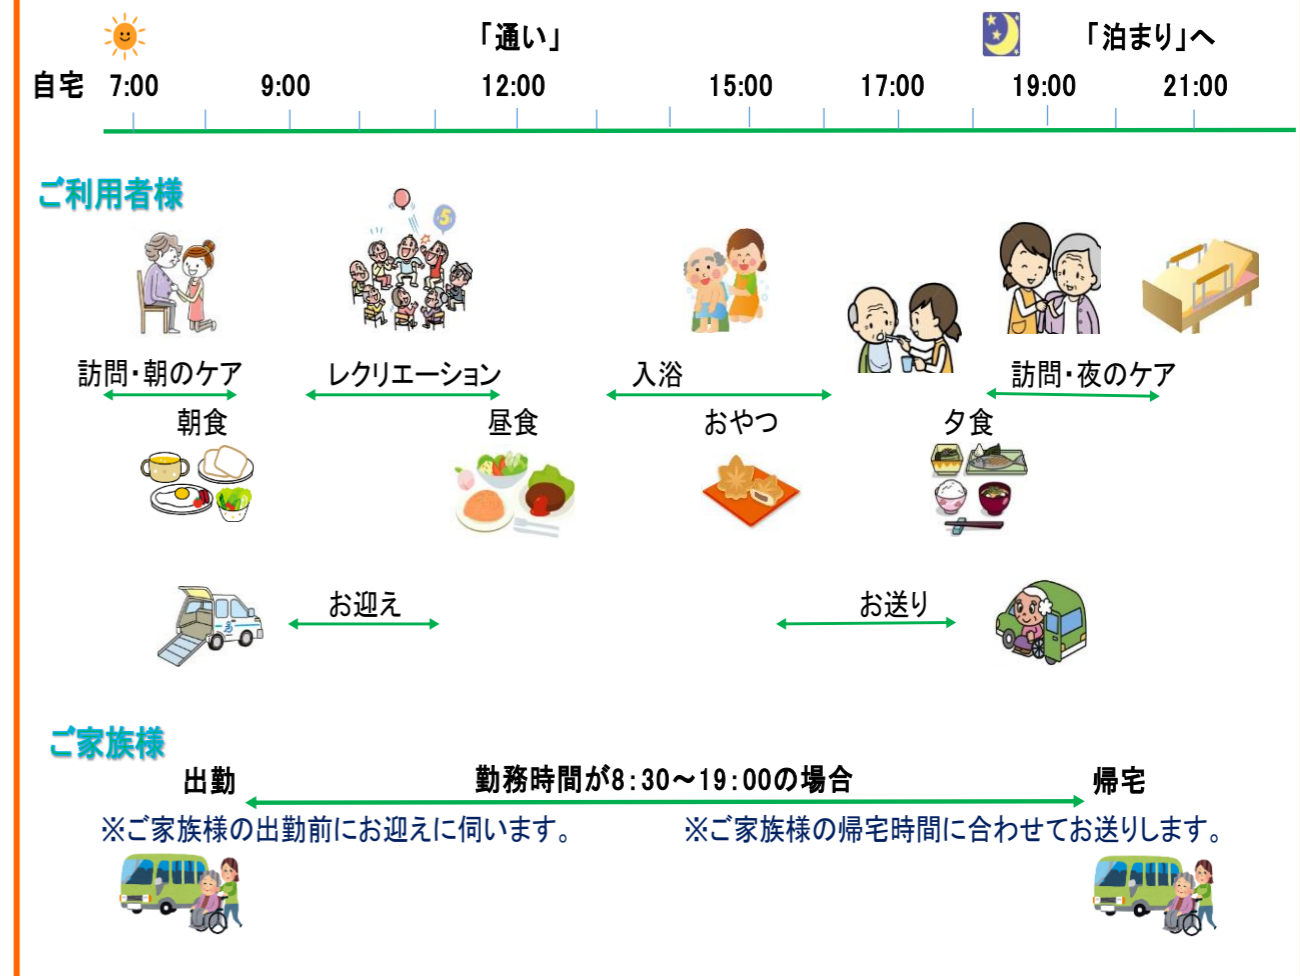 「通い」
「泊まり」へ
自宅 7:00 9:00 12:00 15:00 17:00 19:00 21:00
ご利用者様
5
訪問・朝のケア レクリエーション 入浴 訪問・夜のケア
朝食 昼食 おやつ 夕食
お迎え お送り
ご家族様
出勤 勤務時間が8:30～19:00の場合 帰宅
※ご家族様の出勤前にお迎えに伺います。 ※ご家族様の帰宅時間に合わせてお送りします。